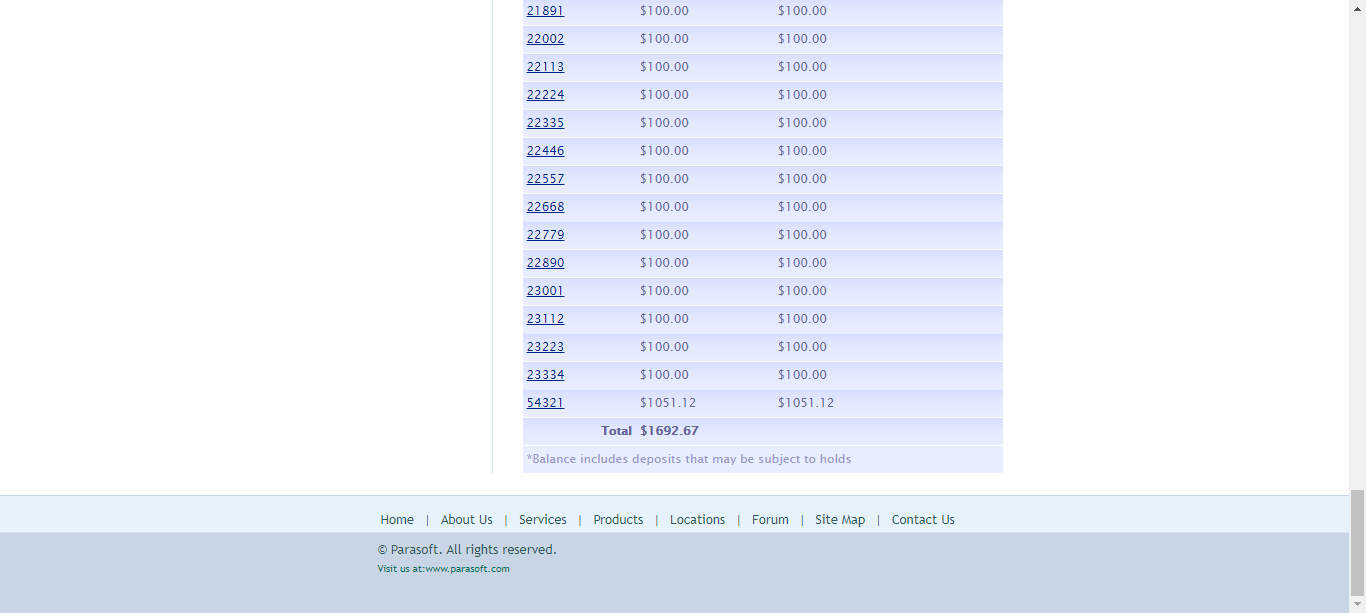 21891 $100.00 $100.00
22002 $100.00 $100.00
22113 $100.00 $100.00
22224 $100.00 $100.00
22335 $100.00 $100.00
22446 $100.00 $100.00
22557 $100.00 $100.00
22668 $100.00 $100.00
22779 $100.00 $100.00
22890 $100.00 $100.00
23001 $100.00 $100.00
23112 $100.00 $100.00
23223 $100.00 $100.00
23334 $100.00 $100.00
54321 $1051.12 $1051.12
Total $1692.67
*Balance includes deposits that may be subject to holds
Home | About Us | Services | Products | Locations | Forum | Site Map | Contact Us
© Parasoft. All rights reserved.
Visit us at:www.parasoft.com